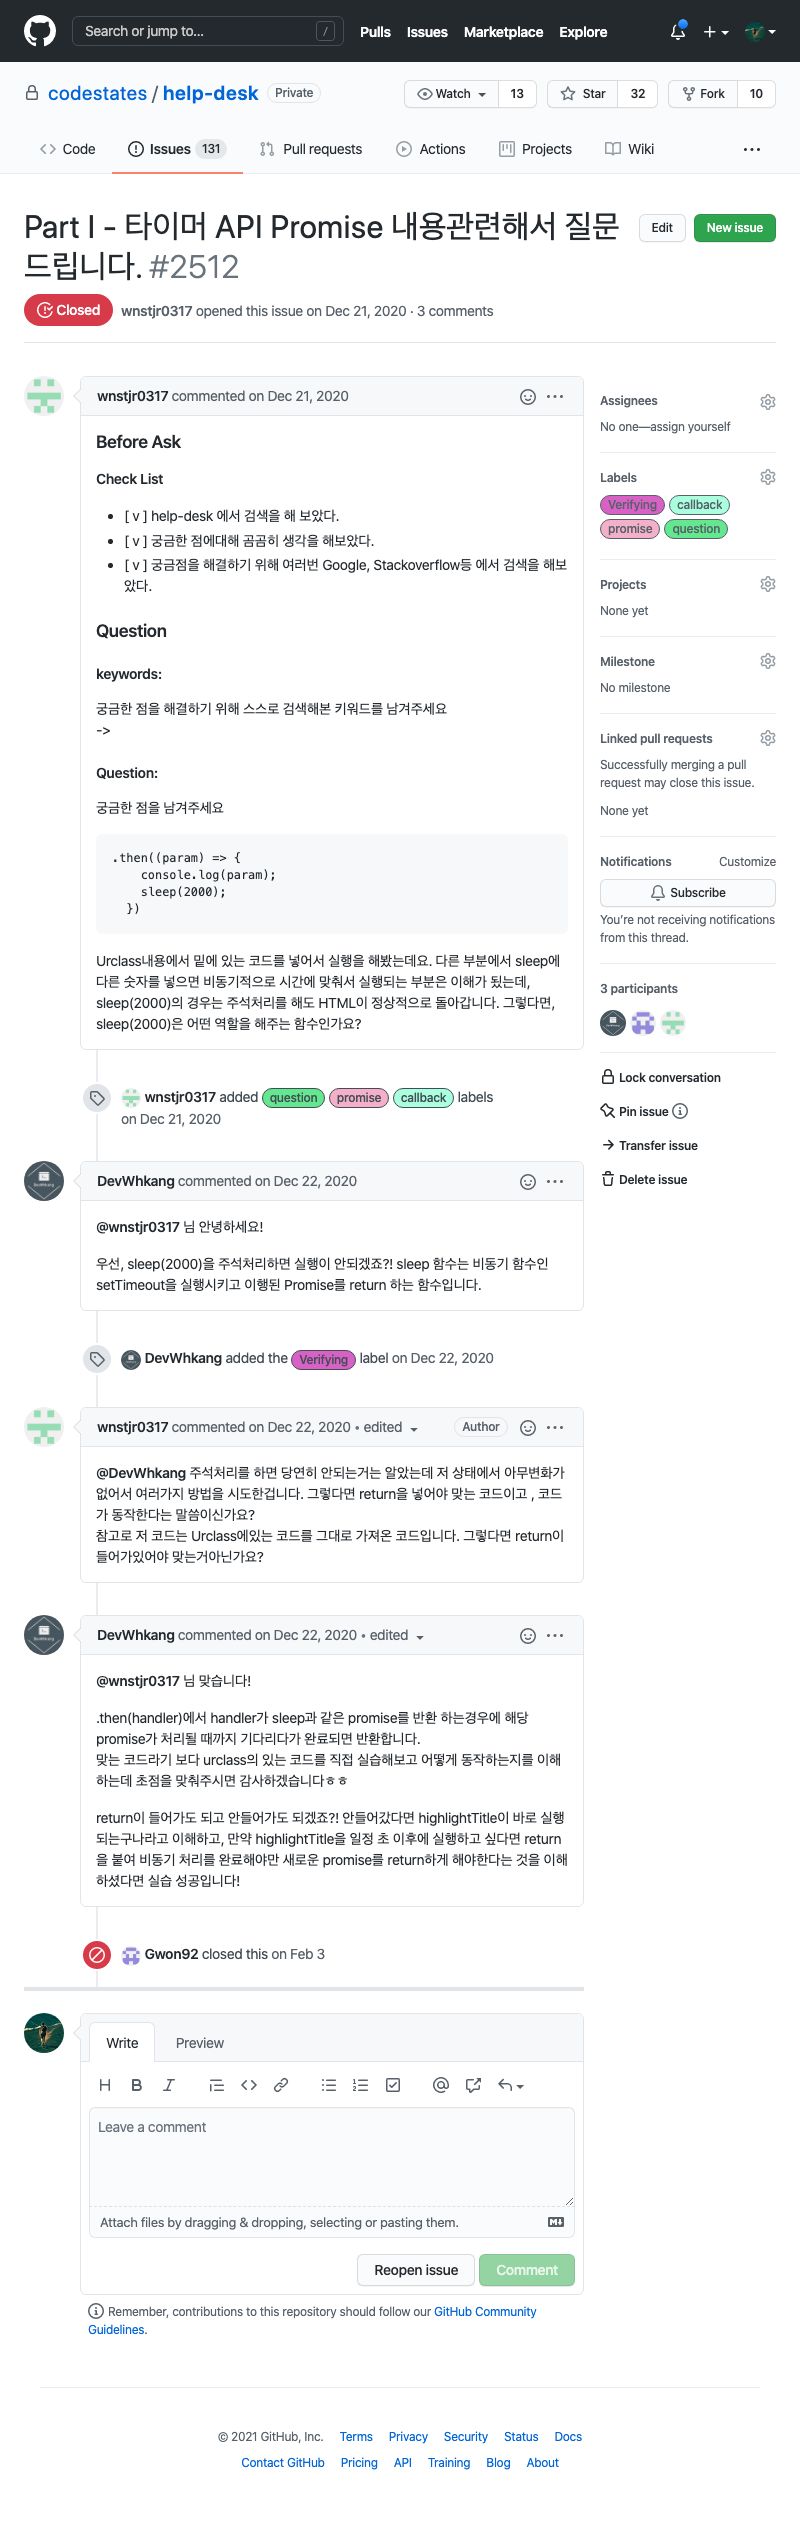 Search or jump to... / Pulls Issues Marketplace Explore
codestates / help-desk Private Watch 13 Star 32 Fork 10
Code Issues 131 Pull requests Actions Projects Wiki ...
Part I - 타이머 API Promise 내용관련해서 질문
드립니다. #2512
Edit New issue
Closed wnstjr0317 opened this issue on Dec 21, 2020 · 3 comments
wnstjr0317 commented on Dec 21, 2020
Before Ask
Check List
[ v ] help-desk 에서 검색을 해 보았다.
[ v ] 궁금한 점에대해 곰곰히 생각을 해보았다.
[ v ] 궁금점을 해결하기 위해 여러번 Google, Stackoverflow등 에서 검색을 해보
았다.
Question
keywords:
궁금한 점을 해결하기 위해 스스로 검색해본 키워드를 남겨주세요
->
Question:
궁금한 점을 남겨주세요
.then((param) => {
console.log(param);
sleep(2000);
})
Urclass내용에서 밑에 있는 코드를 넣어서 실행을 해봤는데요. 다른 부분에서 sleep에
다른 숫자를 넣으면 비동기적으로 시간에 맞춰서 실행되는 부분은 이해가 됬는데,
sleep(2000)의 경우는 주석처리를 해도 HTML이 정상적으로 돌아갑니다. 그렇다면,
sleep(2000)은 어떤 역할을 해주는 함수인가요?
wnstjr0317 added question promise callback labels
on Dec 21, 2020
DevWhkang commented on Dec 22, 2020
@wnstjr0317 님 안녕하세요!
우선, sleep(2000)을 주석처리하면 실행이 안되겠죠?! sleep 함수는 비동기 함수인
setTimeout을 실행시키고 이행된 Promise를 return 하는 함수입니다.
DevWhkang added the Verifying label on Dec 22, 2020
wnstjr0317 commented on Dec 22, 2020 • edited Author
@DevWhkang 주석처리를 하면 당연히 안되는거는 알았는데 저 상태에서 아무변화가
없어서 여러가지 방법을 시도한겁니다. 그렇다면 return을 넣어야 맞는 코드이고 , 코드
가 동작한다는 말씀이신가요?
참고로 저 코드는 Urclass에있는 코드를 그대로 가져온 코드입니다. 그렇다면 return이
들어가있어야 맞는거아닌가요?
DevWhkang commented on Dec 22, 2020 • edited
@wnstjr0317 님 맞습니다!
.then(handler)에서 handler가 sleep과 같은 promise를 반환 하는경우에 해당
promise가 처리될 때까지 기다리다가 완료되면 반환합니다.
맞는 코드라기 보다 urclass의 있는 코드를 직접 실습해보고 어떻게 동작하는지를 이해
하는데 초점을 맞춰주시면 감사하겠습니다ㅎㅎ
return이 들어가도 되고 안들어가도 되겠죠?! 안들어갔다면 highlightTitle이 바로 실행
되는구나라고 이해하고, 만약 highlightTitle을 일정 초 이후에 실행하고 싶다면 return
을 붙여 비동기 처리를 완료해야만 새로운 promise를 return하게 해야한다는 것을 이해
하셨다면 실습 성공입니다!
Gwon92 closed this on Feb 3
Write Preview
Leave a comment
Attach files by dragging & dropping, selecting or pasting them.
Reopen issue Comment
Remember, contributions to this repository should follow our GitHub Community
Guidelines.
Assignees
No one—assign yourself
Labels
Verifying callback
promise question
Projects
None yet
Milestone
No milestone
Linked pull requests
Successfully merging a pull
request may close this issue.
None yet
Notifications Customize
Subscribe
You're not receiving notifications
from this thread.
3 participants
Lock conversation
Pin issue
Transfer issue
Delete issue
© 2021 GitHub, Inc. Terms Privacy Security Status Docs
Contact GitHub Pricing API Training Blog About